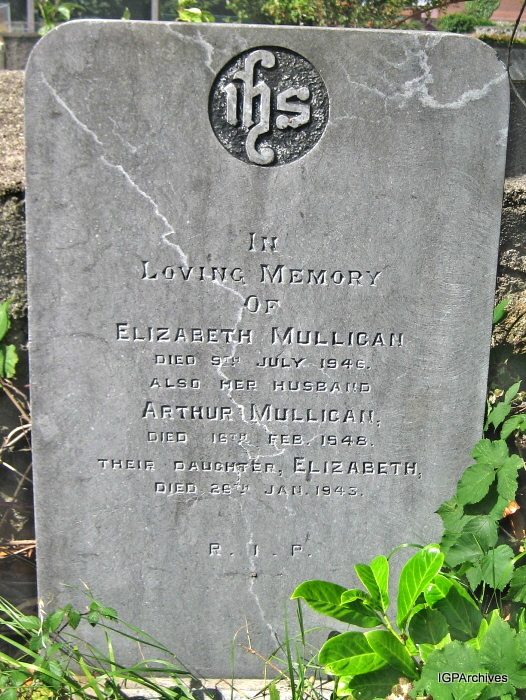 ihs
IN
LOVING MEMORY
OF
ELIZABETH MULLIGAN
DIED 9TH JULY 1946.
ALSO HER HUSBAND
ARTHUR MULLIGAN,
DIED 16TH FEB. 1948.
THEIR DAUGHTER, ELIZABETH,
DIED 28TH JAN. 1943.
R. I. P.
IGPArchives